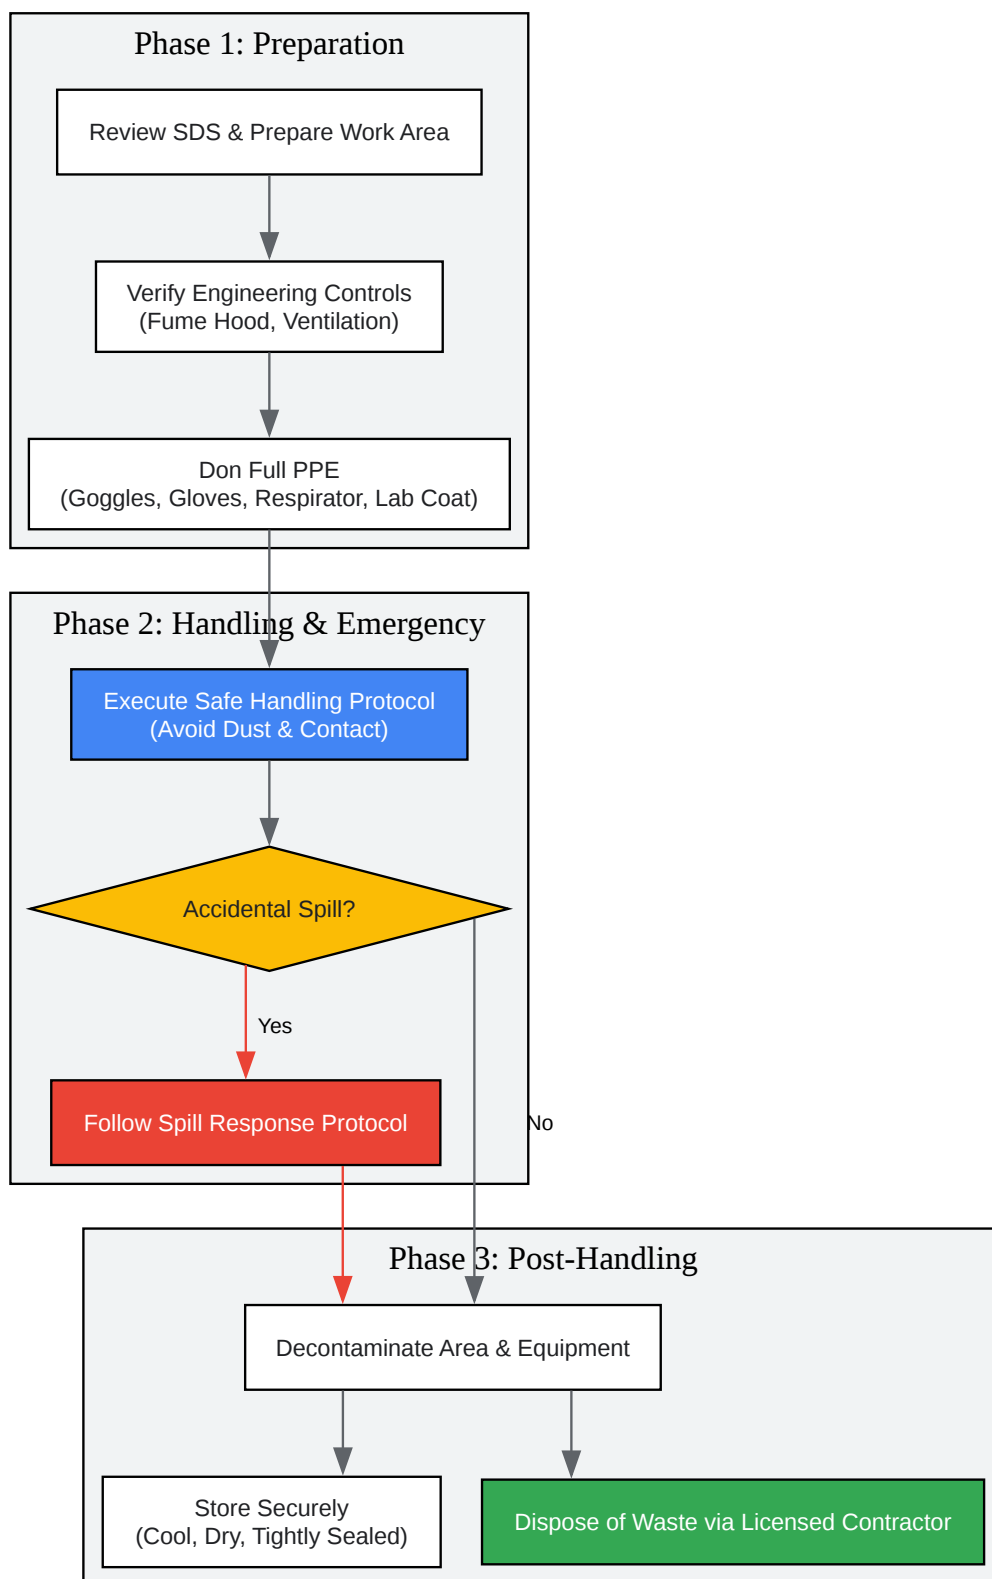 Phase 1: Preparation
Review SDS & Prepare Work Area
Verify Engineering Controls
(Fume Hood, Ventilation)
Don Full PPE
(Goggles, Gloves, Respirator, Lab Coat)
Phase 2: Handling & Emergency
Execute Safe Handling Protocol
(Avoid Dust & Contact)
Accidental Spill?
Yes
Follow Spill Response Protocol
No
Phase 3: Post-Handling
Decontaminate Area & Equipment
Store Securely
(Cool, Dry, Tightly Sealed)
Dispose of Waste via Licensed Contractor